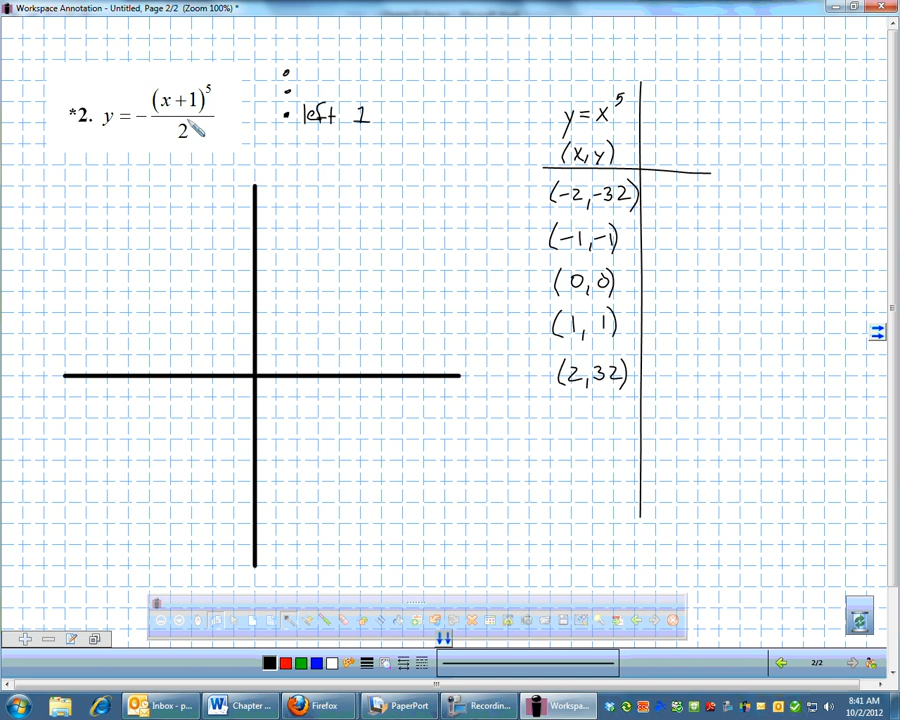 Workspace Annotation - Untitled, Page 2/2 (Zoom 100%) *
*2. y = - (x+1)^5 / 2
left 1
y = x^5
(x, y)
(-2, -32)
(-1, -1)
(0, 0)
(1, 1)
(2, 32)
2/2
Inbox - p...
Chapter ...
Firefox
PaperPort
Recordin...
Workspa...
8:41 AM
10/2/2012